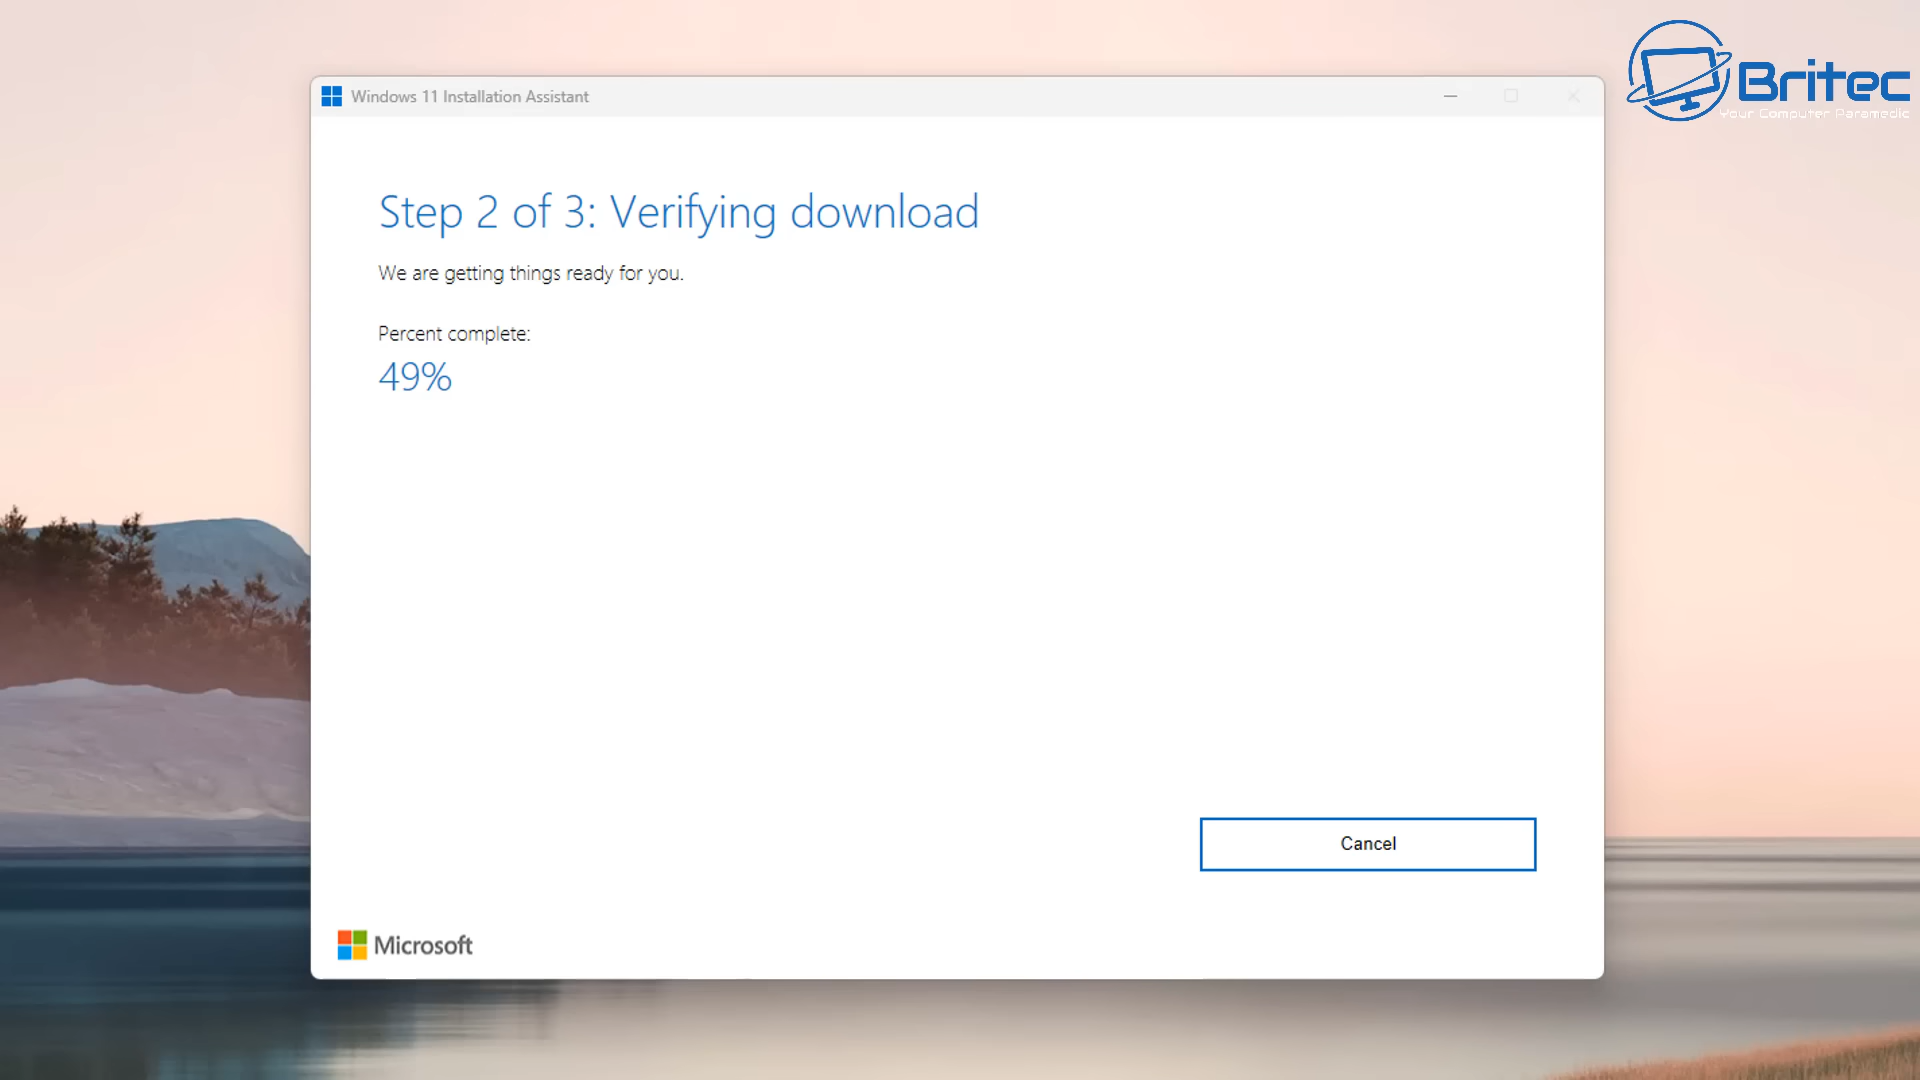 Windows 11 Installation Assistant
Britec
Your Computer Paramedic
Step 2 of 3: Verifying download
We are getting things ready for you.
Percent complete:
49%
Cancel
Microsoft